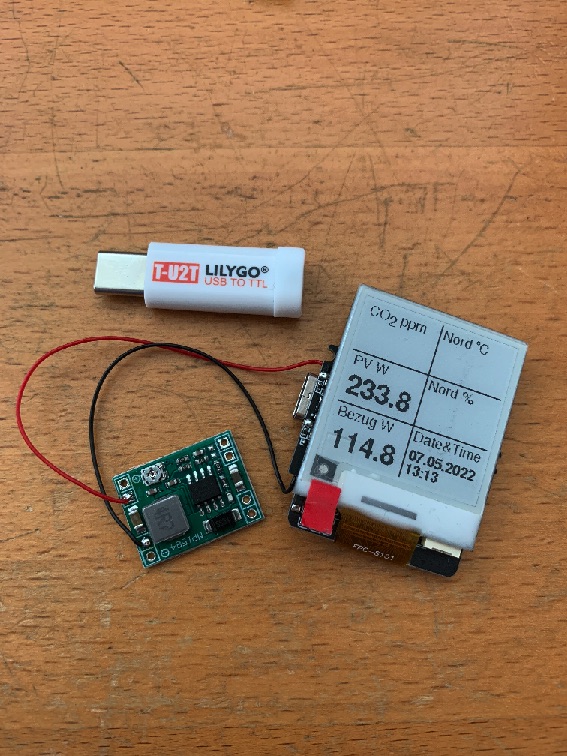 T-U2T LILYGO®
USB TO TTL
CO2 ppm
Nord °C
PV W
233.8
Nord %
Bezug W
114.8
Date&Time
07.05.2022
13:13
FPC-8101